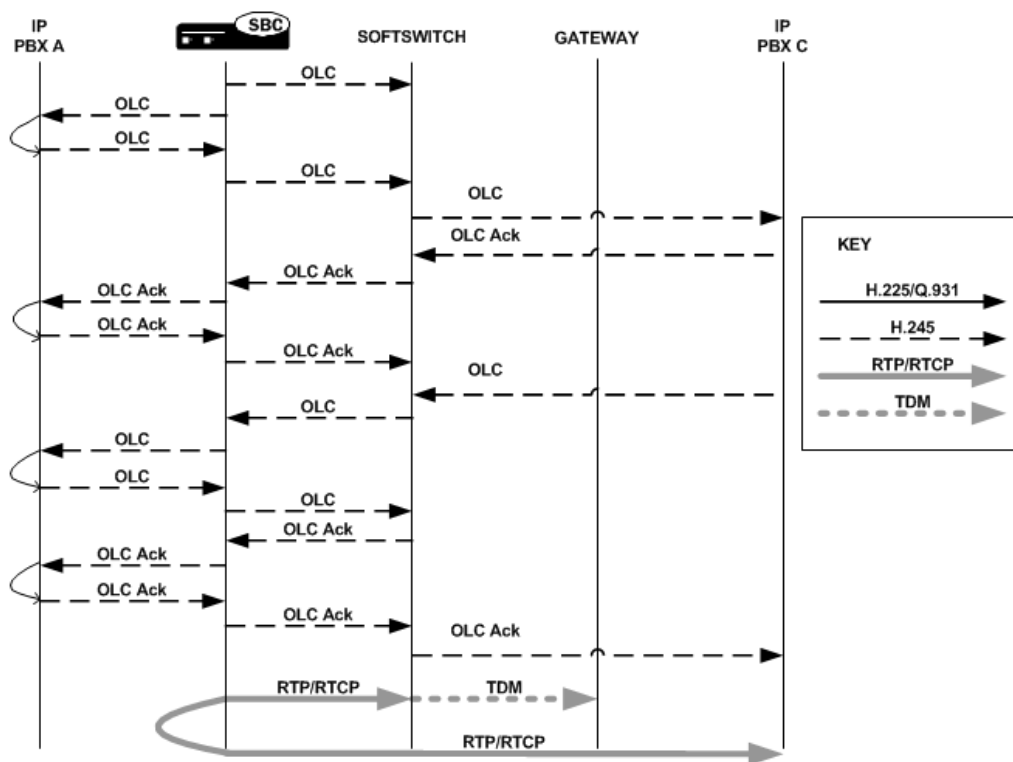 IP
PBX A
SBC
SOFTSWITCH
GATEWAY
IP
PBX C
OLC
OLC
OLC
OLC
OLC
OLC Ack
OLC Ack
OLC Ack
OLC Ack
OLC Ack
OLC
OLC
OLC
OLC
OLC
OLC Ack
OLC Ack
OLC Ack
OLC Ack
OLC Ack
RTP/RTCP
TDM
RTP/RTCP
KEY
H.225/Q.931
H.245
RTP/RTCP
TDM